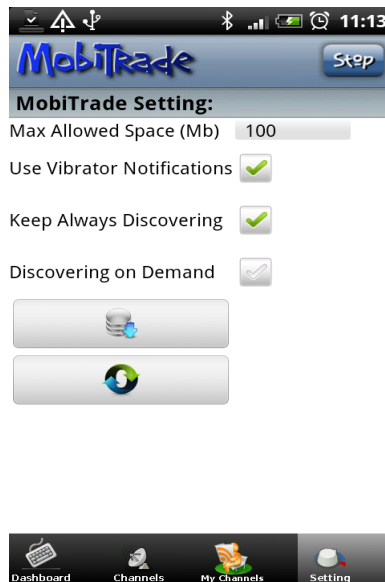 11:13
MobiTrade
Stop
MobiTrade Setting:
Max Allowed Space (Mb) 100
Use Vibrator Notifications
Keep Always Discovering
Discovering on Demand
Dashboard Channels My Channels Setting